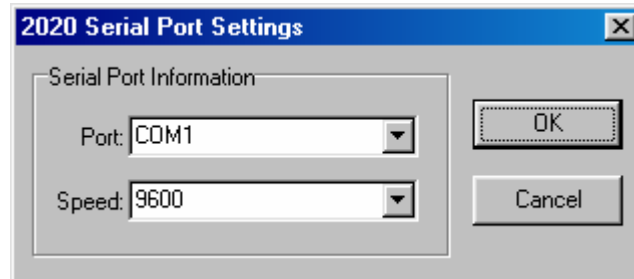 2020 Serial Port Settings
Serial Port Information
Port: COM1
OK
Speed: 9600
Cancel